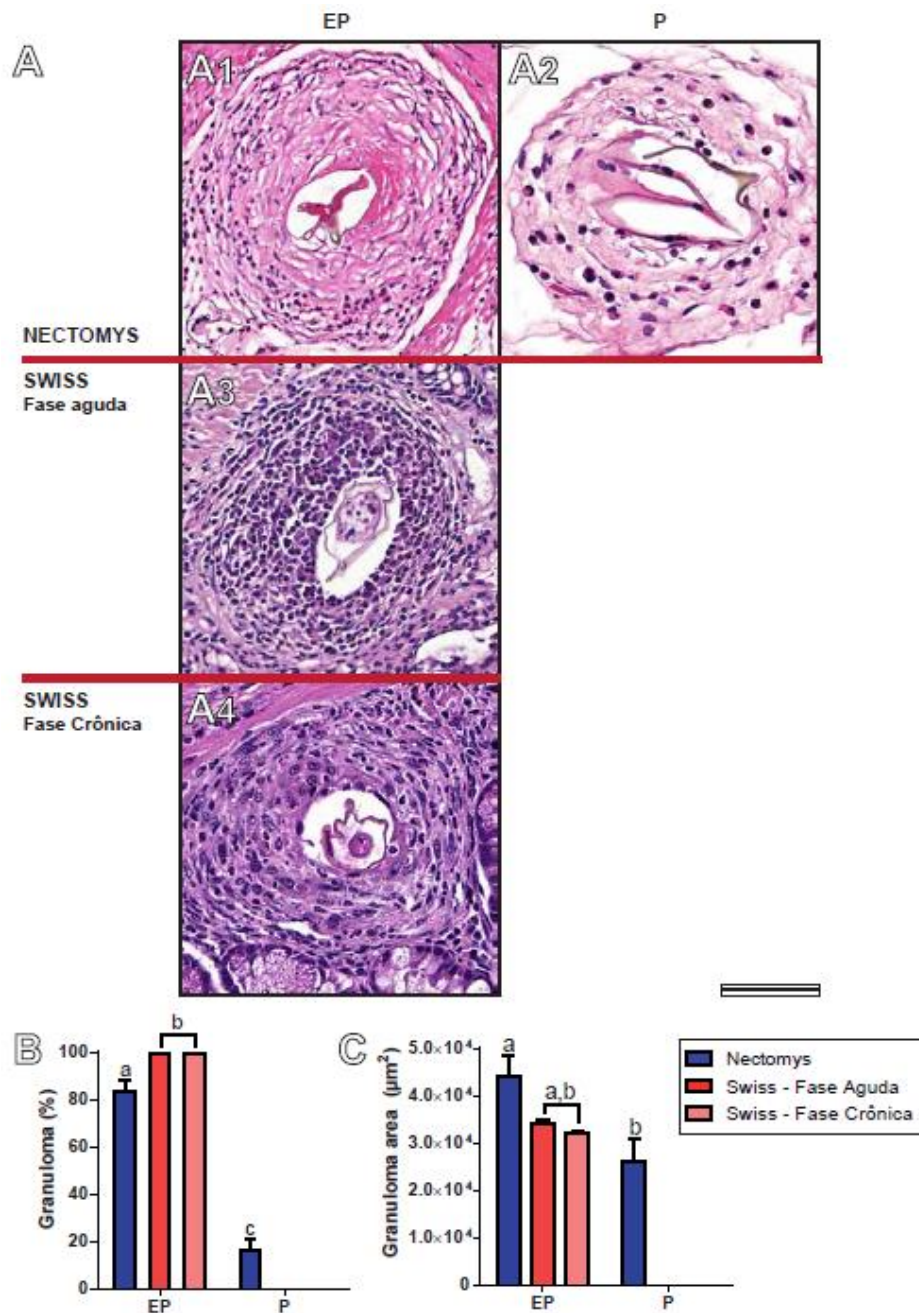 EP P
A
A1 A2
NECTOMYS
SWISS
Fase aguda
A3
SWISS
Fase Crônica
A4
B
Granuloma (%)
100
80
60
40
20
0
a
b
c
EP P
C
Granuloma area (µm²)
5.0×10⁴
4.0×10⁴
3.0×10⁴
2.0×10⁴
1.0×10⁴
0
a
a,b
b
EP P
Nectomys
Swiss - Fase Aguda
Swiss - Fase Crônica